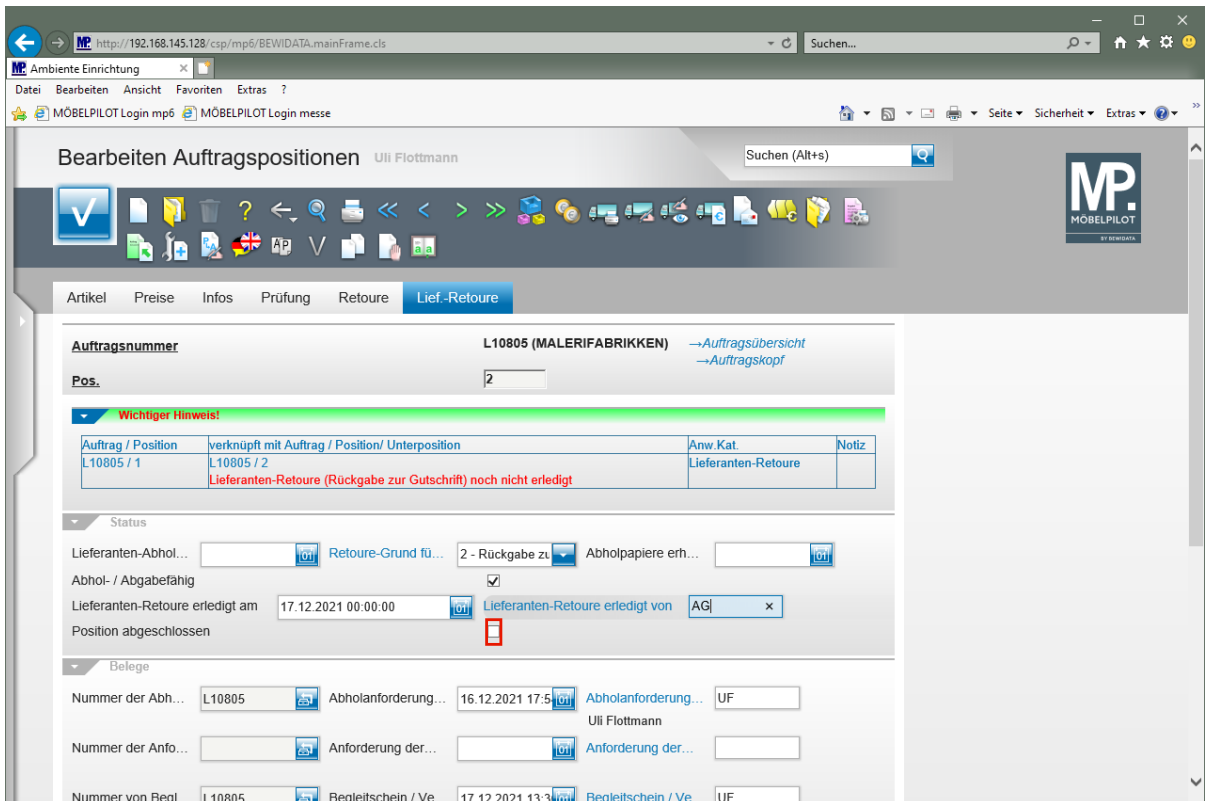 http://192.168.145.128/csp/mp6/BEWIDATA.mainFrame.cls
Suchen...
MP. Ambiente Einrichtung
Datei Bearbeiten Ansicht Favoriten Extras ?
MÖBELPILOT Login mp6 MÖBELPILOT Login messe
Seite Sicherheit Extras
Bearbeiten Auftragspositionen Uli Flottmann
Suchen (Alt+s)
MP.
MÖBELPILOT
BY BEWIDATA
Artikel Preise Infos Prüfung Retoure Lief.-Retoure
Auftragsnummer L10805 (MALERIFABRIKKEN) →Auftragsübersicht
→Auftragskopf
Pos. 2
Wichtiger Hinweis!
Auftrag / Position verknüpft mit Auftrag / Position/ Unterposition Anw.Kat. Notiz
L10805 / 1 L10805 / 2 Lieferanten-Retoure
Lieferanten-Retoure (Rückgabe zur Gutschrift) noch nicht erledigt
Status
Lieferanten-Abhol... Retoure-Grund fü... 2 - Rückgabe zu Abholpapiere erh...
Abhol- / Abgabefähig
Lieferanten-Retoure erledigt am 17.12.2021 00:00:00 Lieferanten-Retoure erledigt von AG
Position abgeschlossen
Belege
Nummer der Abh... L10805 Abholanforderung... 16.12.2021 17:5 Abholanforderung... UF
Uli Flottmann
Nummer der Anfo... Anforderung der... Anforderung der...
Nummer von Begl... L10805 Begleitschein / Ve... 17.12.2021 13:3 Begleitschein / Ve... UF